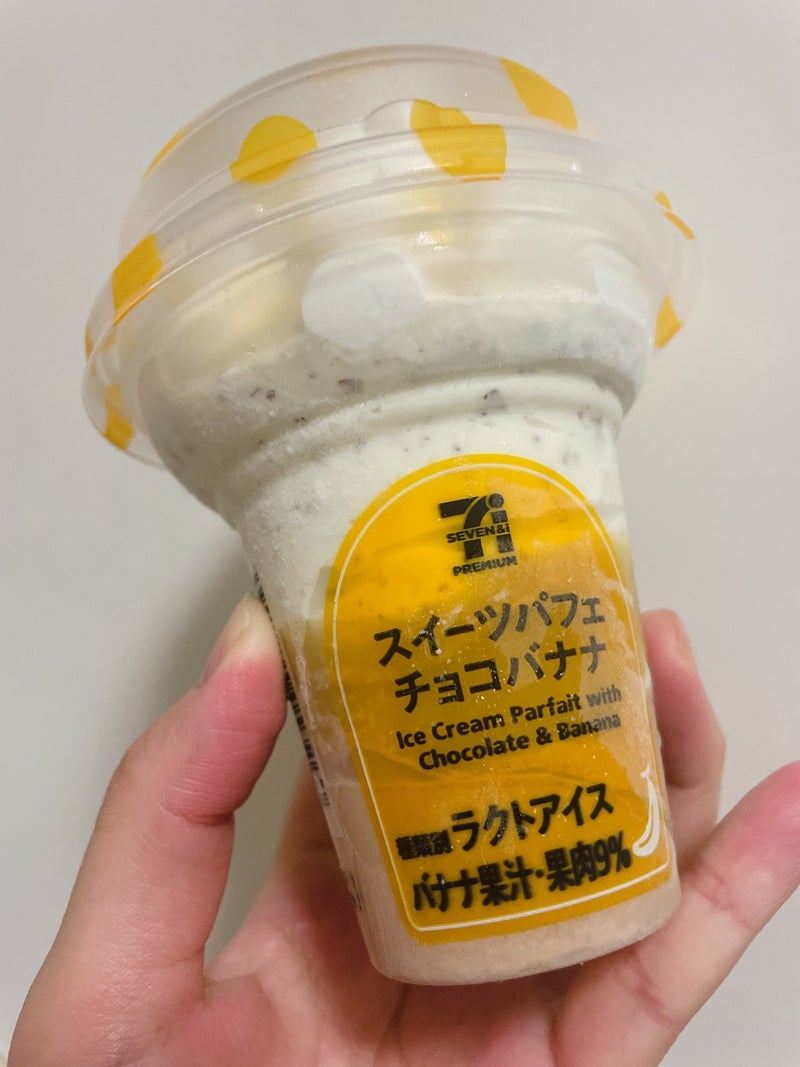 SEVEN&i
PREMIUM
スイーツパフェ
チョコバナナ
Ice Cream Parfait with
Chocolate & Banana
種類別ラクトアイス
バナナ果汁・果肉9%